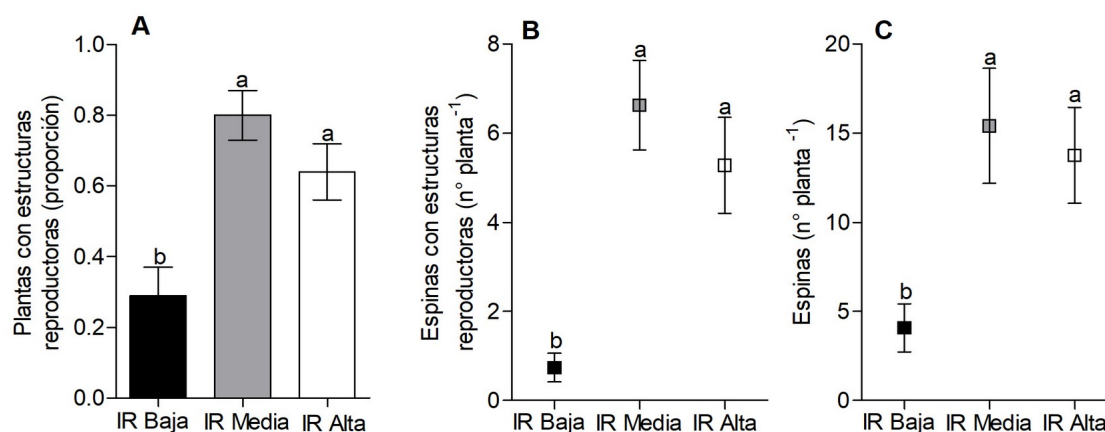 A
Plantas con estructuras
reproductoras (proporción)
1.0
0.8
0.6
0.4
0.2
0.0
b
a
a
IR Baja
IR Media
IR Alta
B
Espinas con estructuras
reproductoras (n° planta⁻¹)
8
6
4
2
0
b
a
a
IR Baja
IR Media
IR Alta
C
Espinas (n° planta ⁻¹)
20
15
10
5
0
b
a
a
IR Baja
IR Media
IR Alta